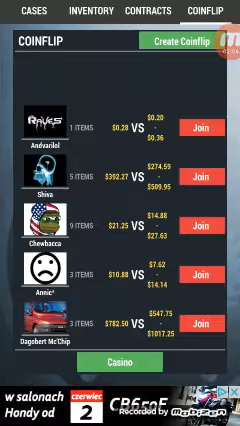 CASES INVENTORY CONTRACTS COINFLIP
COINFLIP Create Coinflip
RAVES
1 ITEMS $0.28 VS $0.20 - $0.36 Join
Andvarilol
5 ITEMS $392.27 VS $274.59 - $509.95 Join
Shiva
9 ITEMS $21.25 VS $14.88 - $27.63 Join
Chewbacca
3 ITEMS $10.88 VS $7.62 - $14.14 Join
Annic*
3 ITEMS $782.50 VS $547.75 - $1017.25 Join
Dagobert Mc'Chip
Casino
w salonach
Hondy od
czerwiec
2
Recorded by
Mobizen